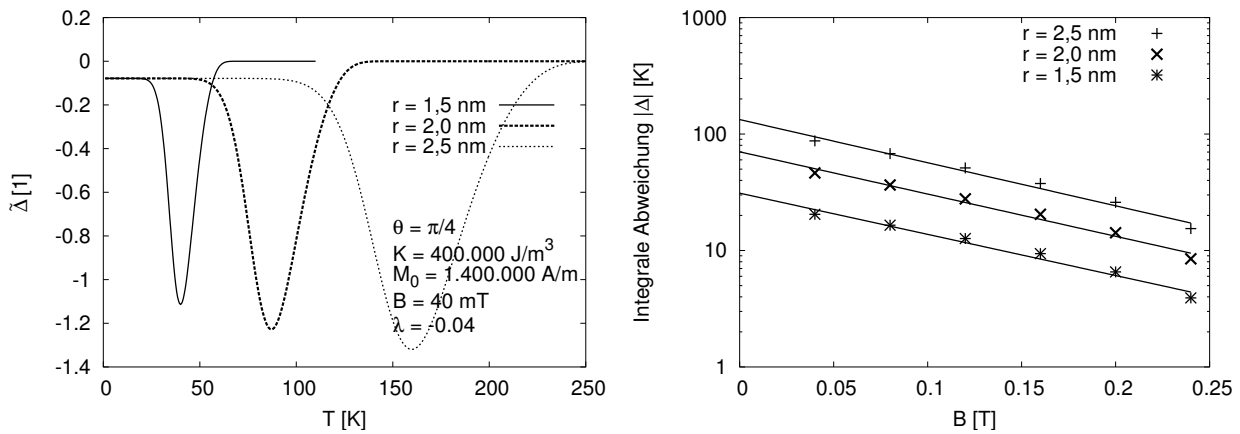 0.2
0
-0.2
-0.4
-0.6
-0.8
-1
-1.2
-1.4
0
50
100
150
200
250
Δ̃ [1]
T [K]
r = 1,5 nm
r = 2,0 nm
r = 2,5 nm
θ = π/4
K = 400.000 J/m³
M₀ = 1.400.000 A/m
B = 40 mT
λ = -0.04
1000
100
10
1
0
0.05
0.1
0.15
0.2
0.25
Integrale Abweichung |Δ| [K]
B [T]
r = 2,5 nm
r = 2,0 nm
r = 1,5 nm